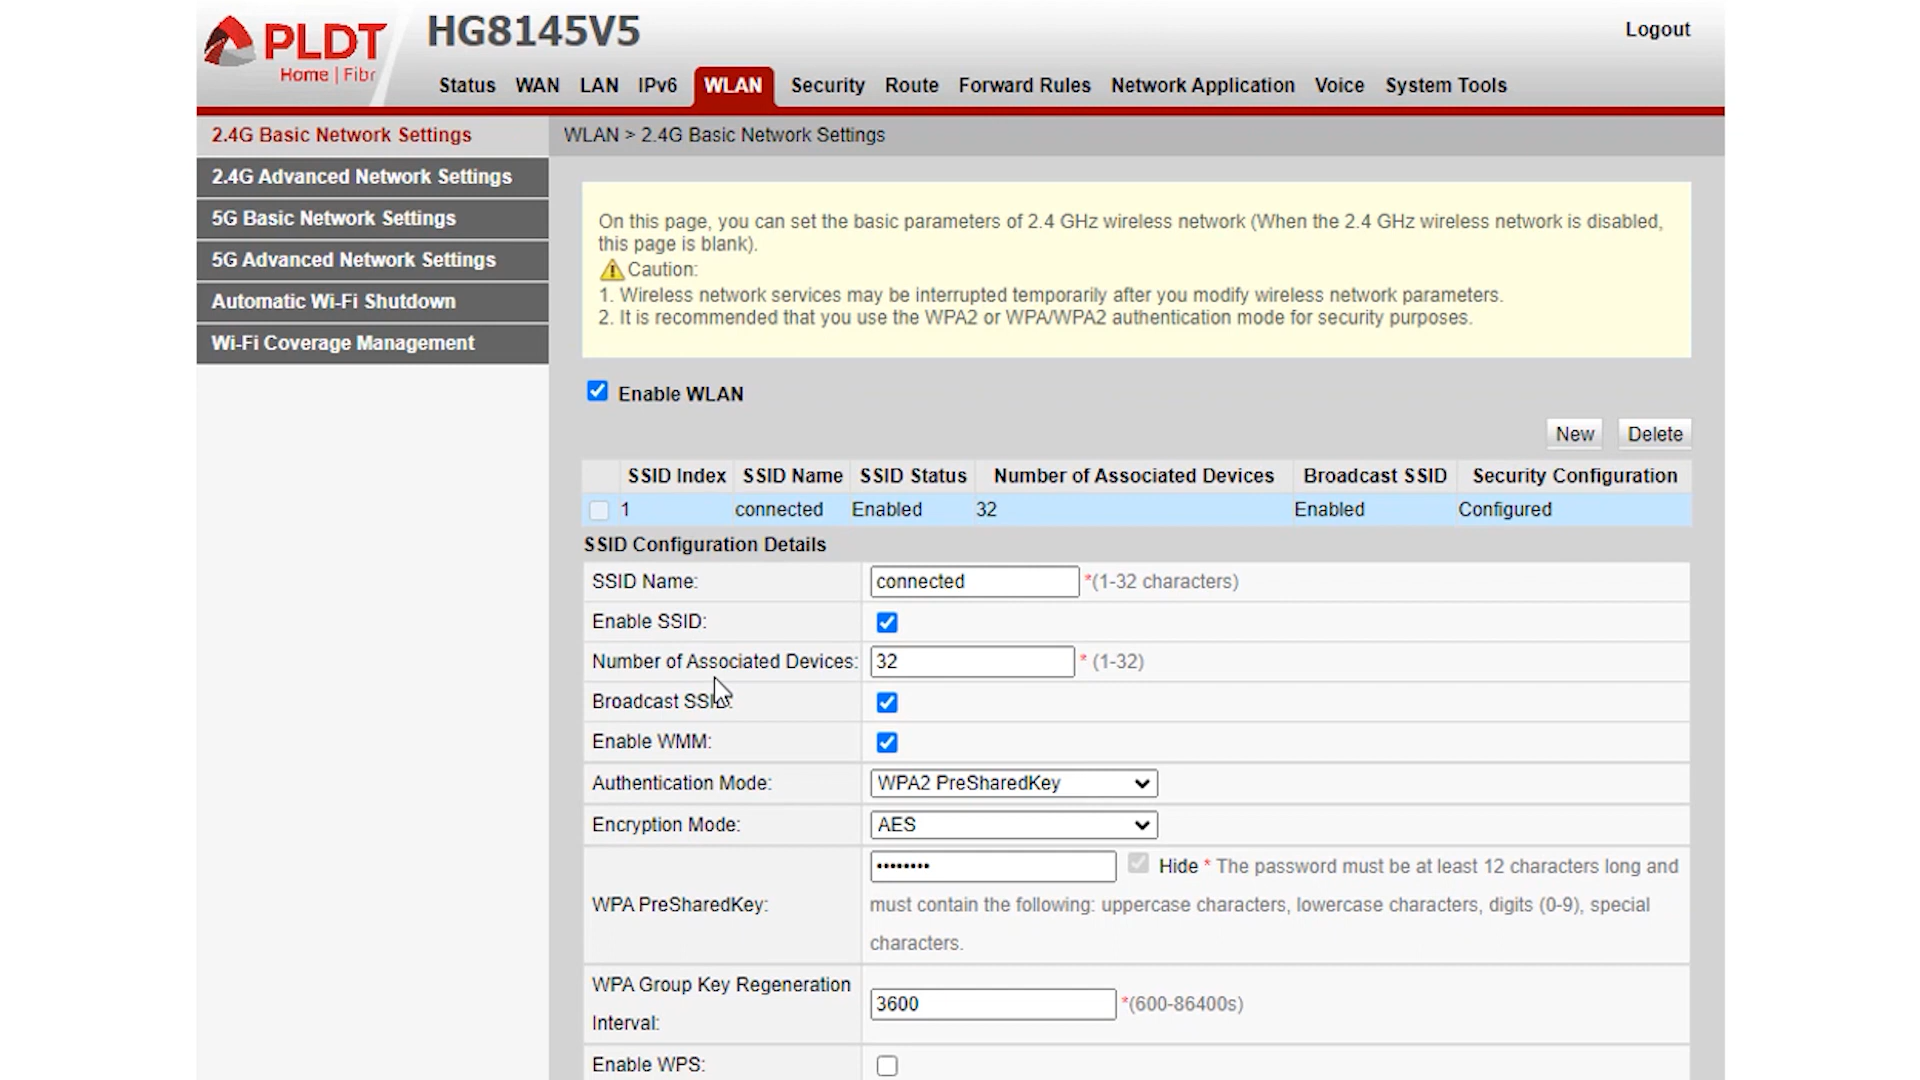 PLDT
Home | Fibr
HG8145V5
Logout
Status WAN LAN IPv6 WLAN Security Route Forward Rules Network Application Voice System Tools
2.4G Basic Network Settings
2.4G Advanced Network Settings
5G Basic Network Settings
5G Advanced Network Settings
Automatic Wi-Fi Shutdown
Wi-Fi Coverage Management
WLAN > 2.4G Basic Network Settings
On this page, you can set the basic parameters of 2.4 GHz wireless network (When the 2.4 GHz wireless network is disabled,
this page is blank).
Caution:
1. Wireless network services may be interrupted temporarily after you modify wireless network parameters.
2. It is recommended that you use the WPA2 or WPA/WPA2 authentication mode for security purposes.
Enable WLAN
New Delete
SSID Index SSID Name SSID Status Number of Associated Devices Broadcast SSID Security Configuration
1 connected Enabled 32 Enabled Configured
SSID Configuration Details
SSID Name: connected *(1-32 characters)
Enable SSID:
Number of Associated Devices: 32 * (1-32)
Broadcast SSID:
Enable WMM:
Authentication Mode: WPA2 PreSharedKey
Encryption Mode: AES
WPA PreSharedKey: •••••••• Hide * The password must be at least 12 characters long and
must contain the following: uppercase characters, lowercase characters, digits (0-9), special
characters.
WPA Group Key Regeneration
Interval: 3600 *(600-86400s)
Enable WPS: